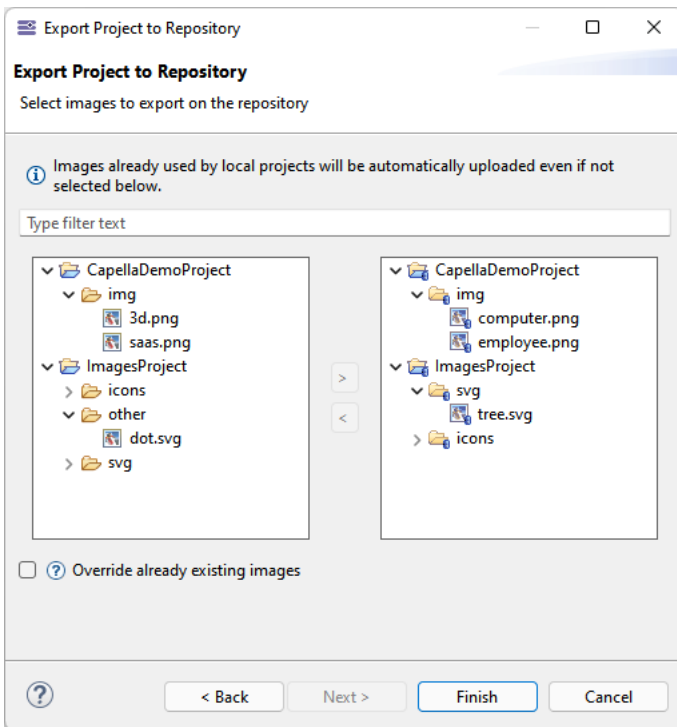 Export Project to Repository
Export Project to Repository
Select images to export on the repository
Images already used by local projects will be automatically uploaded even if not
selected below.
Type filter text
CapellaDemoProject
img
3d.png
saas.png
ImagesProject
icons
other
dot.svg
svg
>
<
CapellaDemoProject
img
computer.png
employee.png
ImagesProject
svg
tree.svg
icons
Override already existing images
< Back
Next >
Finish
Cancel